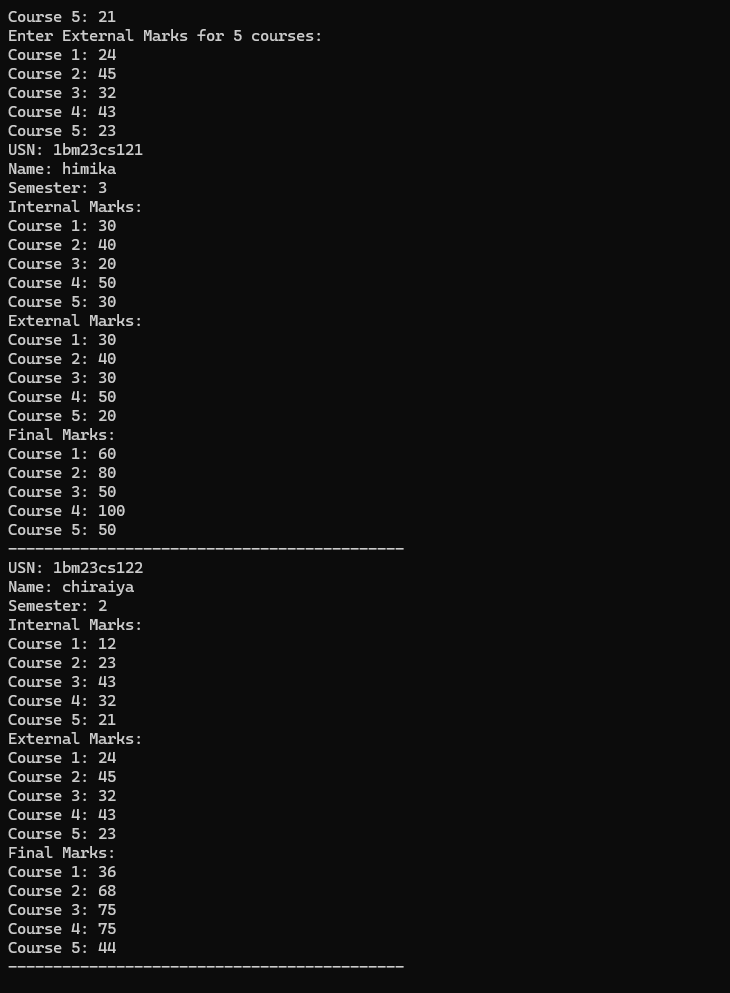 Course 5: 21
Enter External Marks for 5 courses:
Course 1: 24
Course 2: 45
Course 3: 32
Course 4: 43
Course 5: 23
USN: 1bm23cs121
Name: himika
Semester: 3
Internal Marks:
Course 1: 30
Course 2: 40
Course 3: 20
Course 4: 50
Course 5: 30
External Marks:
Course 1: 30
Course 2: 40
Course 3: 30
Course 4: 50
Course 5: 20
Final Marks:
Course 1: 60
Course 2: 80
Course 3: 50
Course 4: 100
Course 5: 50
--------------------------------------------
USN: 1bm23cs122
Name: chiraiya
Semester: 2
Internal Marks:
Course 1: 12
Course 2: 23
Course 3: 43
Course 4: 32
Course 5: 21
External Marks:
Course 1: 24
Course 2: 45
Course 3: 32
Course 4: 43
Course 5: 23
Final Marks:
Course 1: 36
Course 2: 68
Course 3: 75
Course 4: 75
Course 5: 44
--------------------------------------------